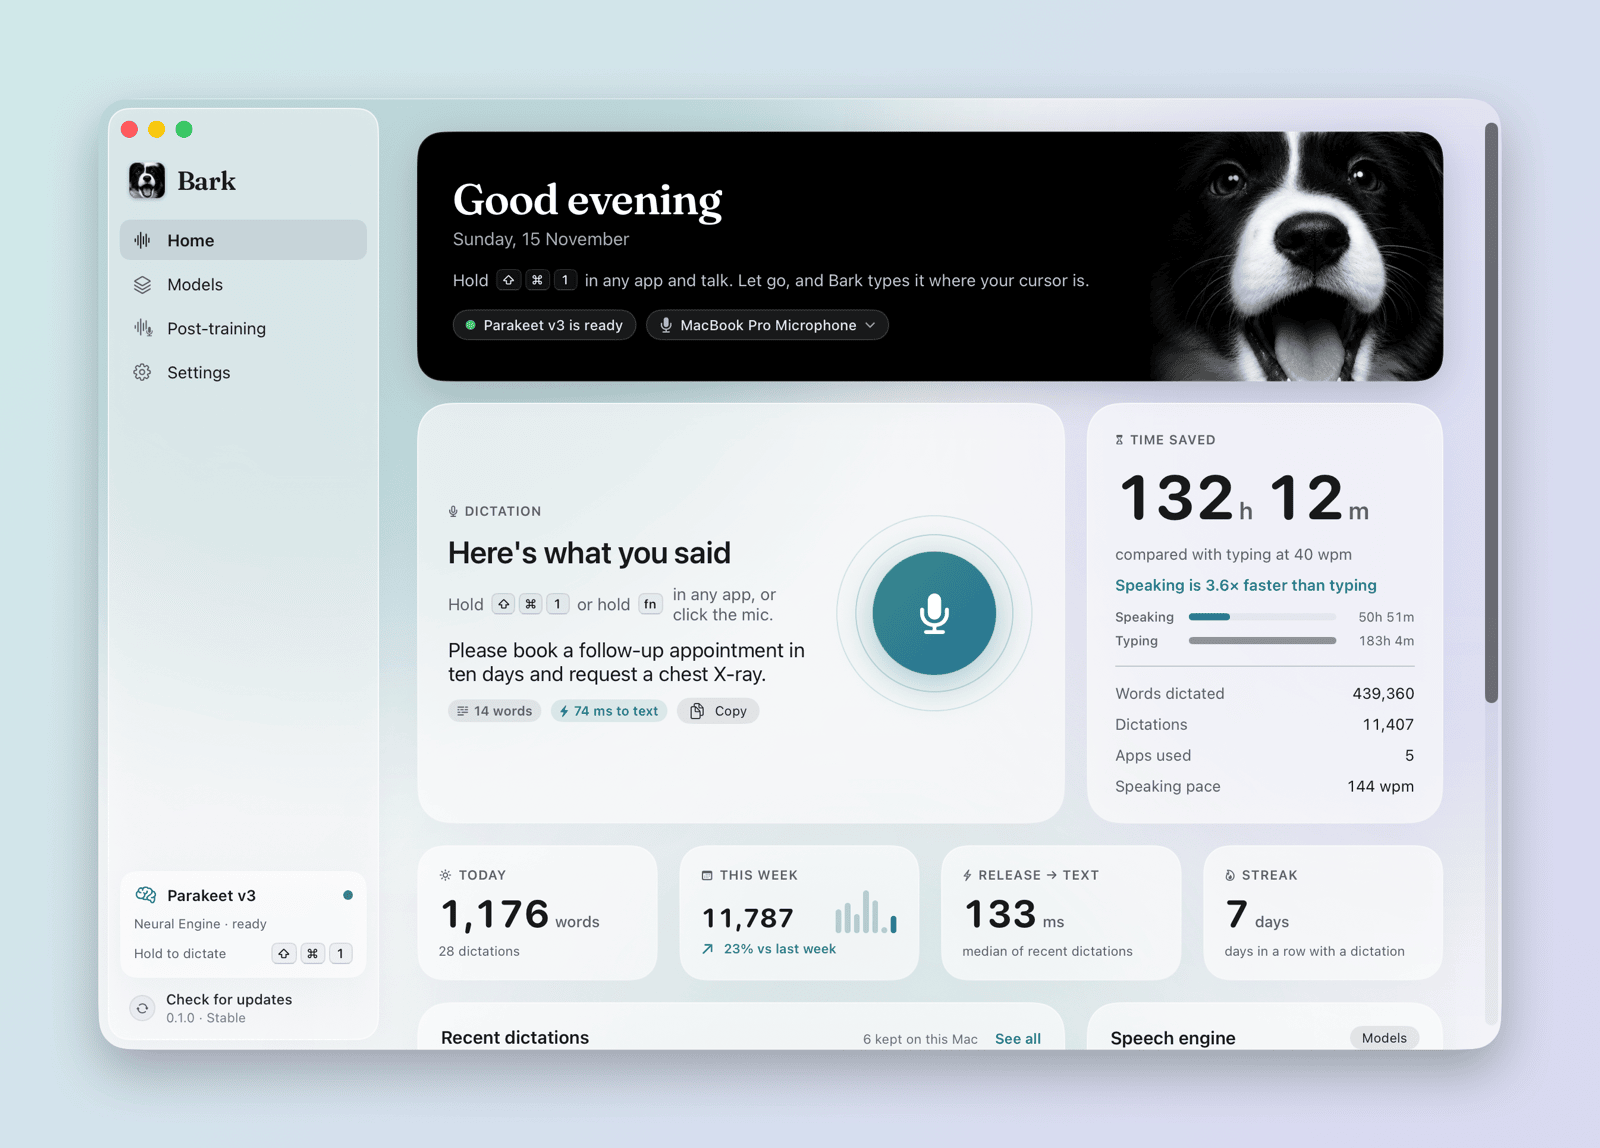 Bark
Home
Models
Post-training
Settings
Parakeet v3
Neural Engine · ready
Hold to dictate ⇧ ⌘ 1
Check for updates
0.1.0 · Stable
Good evening
Sunday, 15 November
Hold ⇧ ⌘ 1 in any app and talk. Let go, and Bark types it where your cursor is.
Parakeet v3 is ready MacBook Pro Microphone
DICTATION
Here's what you said
Hold ⇧ ⌘ 1 or hold fn in any app, or
click the mic.
Please book a follow-up appointment in
ten days and request a chest X-ray.
14 words 74 ms to text Copy
TIME SAVED
132h 12m
compared with typing at 40 wpm
Speaking is 3.6× faster than typing
Speaking 50h 51m
Typing 183h 4m
Words dictated 439,360
Dictations 11,407
Apps used 5
Speaking pace 144 wpm
TODAY
1,176 words
28 dictations
THIS WEEK
11,787
↗ 23% vs last week
RELEASE → TEXT
133 ms
median of recent dictations
STREAK
7 days
days in a row with a dictation
Recent dictations 6 kept on this Mac See all
Speech engine Models